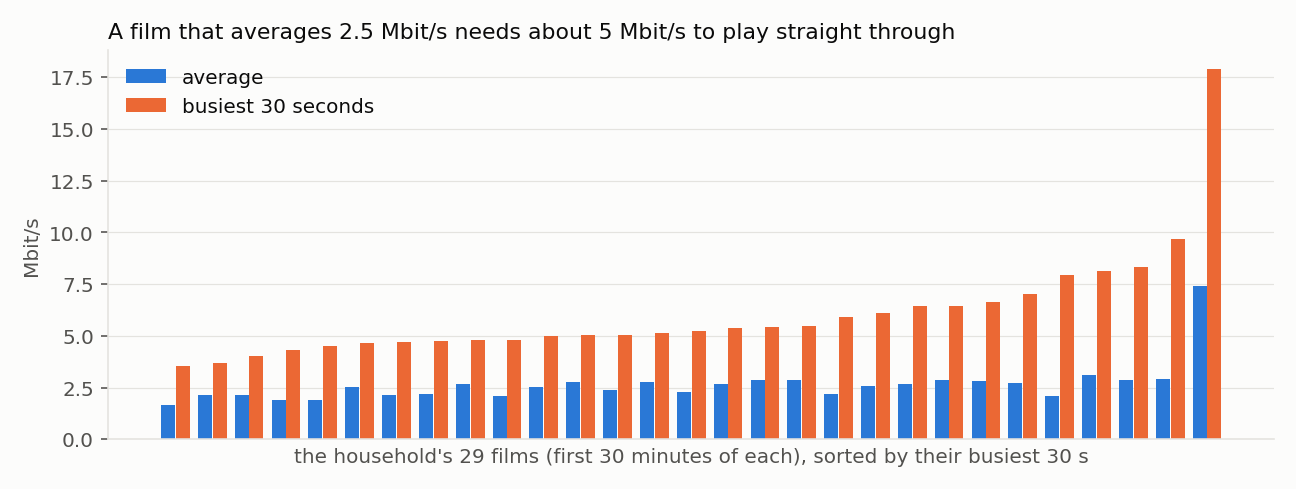 A film that averages 2.5 Mbit/s needs about 5 Mbit/s to play straight through
average
busiest 30 seconds
Mbit/s
17.5
15.0
12.5
10.0
7.5
5.0
2.5
0.0
the household's 29 films (first 30 minutes of each), sorted by their busiest 30 s